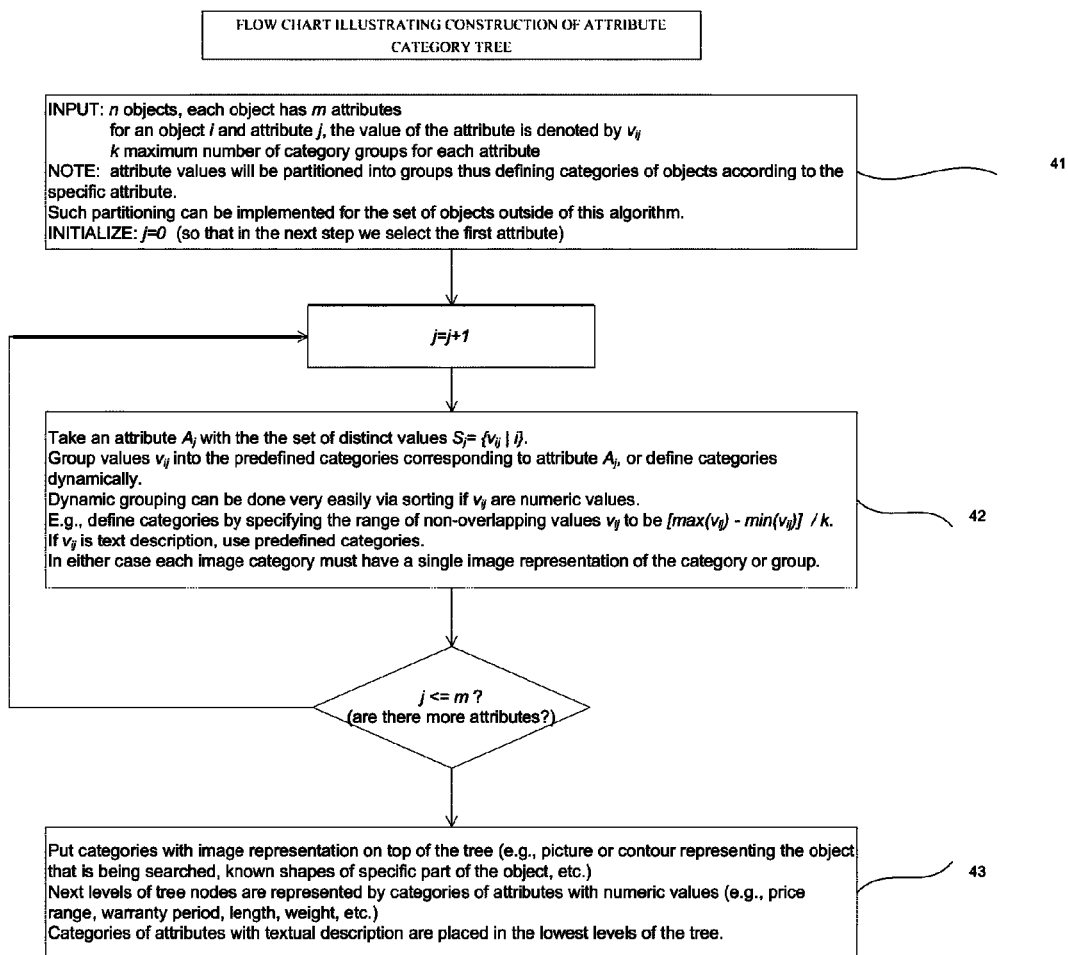 FLOW CHART ILLUSTRATING CONSTRUCTION OF ATTRIBUTE
CATEGORY TREE
INPUT: n objects, each object has m attributes
for an object i and attribute j, the value of the attribute is denoted by vij
k maximum number of category groups for each attribute
NOTE: attribute values will be partitioned into groups thus defining categories of objects according to the
specific attribute.
Such partitioning can be implemented for the set of objects outside of this algorithm.
INITIALIZE: j=0 (so that in the next step we select the first attribute)
41
j=j+1
Take an attribute Aj with the the set of distinct values Sj= {vij | i}.
Group values vij into the predefined categories corresponding to attribute Aj, or define categories
dynamically.
Dynamic grouping can be done very easily via sorting if vij are numeric values.
E.g., define categories by specifying the range of non-overlapping values vij to be [max(vij) - min(vij)] / k.
If vij is text description, use predefined categories.
In either case each image category must have a single image representation of the category or group.
42
j <= m ?
(are there more attributes?)
Put categories with image representation on top of the tree (e.g., picture or contour representing the object
that is being searched, known shapes of specific part of the object, etc.)
Next levels of tree nodes are represented by categories of attributes with numeric values (e.g., price
range, warranty period, length, weight, etc.)
Categories of attributes with textual description are placed in the lowest levels of the tree.
43